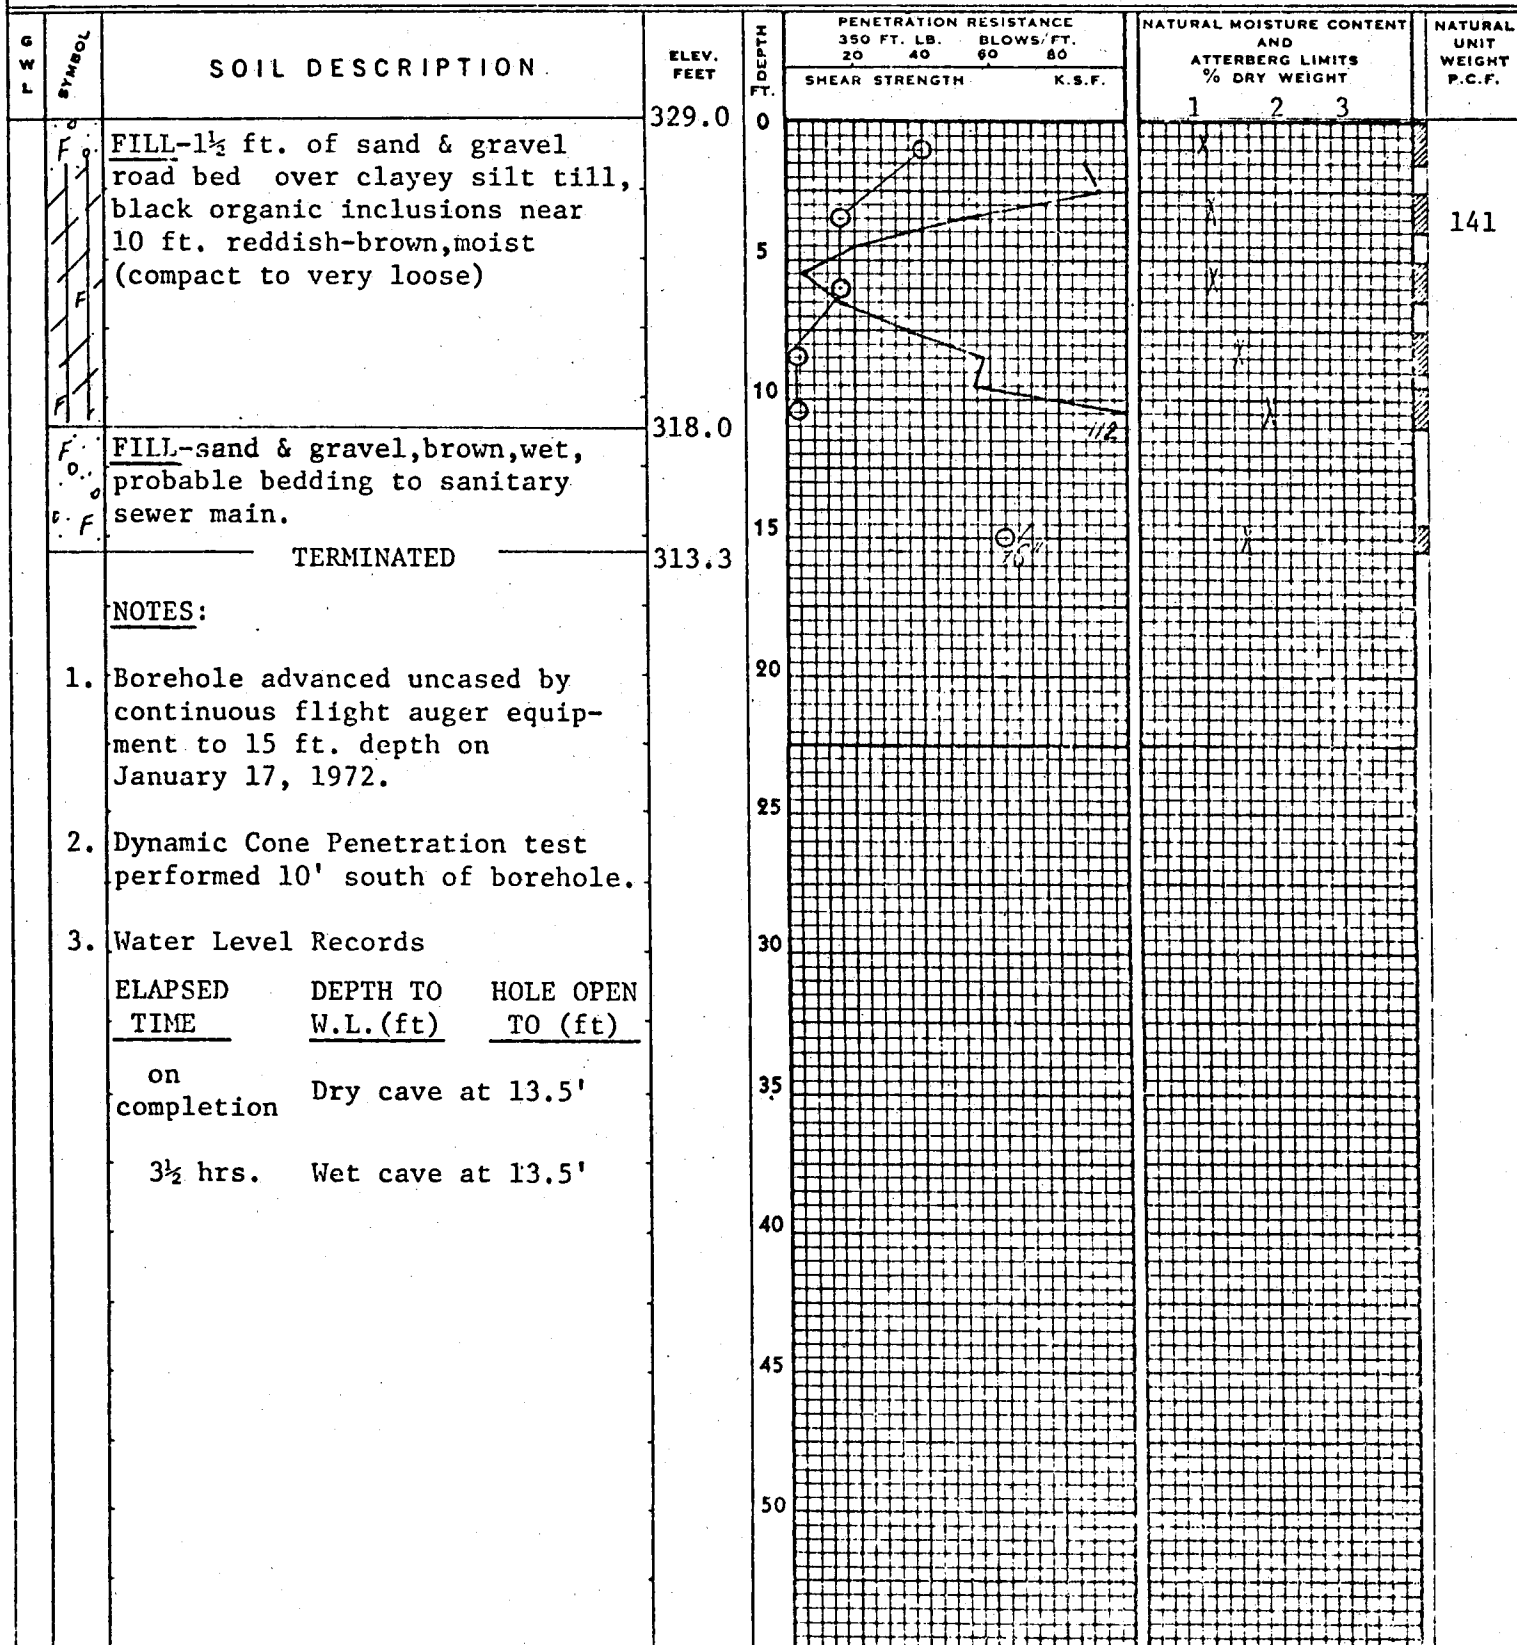 G
W
L
SYMBOL
SOIL DESCRIPTION
ELEV.
FEET
DEPTH
FT.
PENETRATION RESISTANCE
350 FT. LB. BLOWS/FT.
20 40 60 80
SHEAR STRENGTH K.S.F.
NATURAL MOISTURE CONTENT
AND
ATTERBERG LIMITS
% DRY WEIGHT
1 2 3
NATURAL
UNIT
WEIGHT
P.C.F.
329.0
0
F
FILL-1½ ft. of sand & gravel
road bed over clayey silt till,
black organic inclusions near
10 ft. reddish-brown,moist
(compact to very loose)
F
F
141
5
10
112
318.0
F
FILL-sand & gravel,brown,wet,
probable bedding to sanitary
sewer main.
F
15
TERMINATED
313.3
NOTES:
1. Borehole advanced uncased by
continuous flight auger equip-
ment to 15 ft. depth on
January 17, 1972.
2. Dynamic Cone Penetration test
performed 10' south of borehole.
3. Water Level Records
ELAPSED DEPTH TO HOLE OPEN
TIME W.L.(ft) TO (ft)
on
completion Dry cave at 13.5'
3½ hrs. Wet cave at 13.5'
20
25
30
35
40
45
50